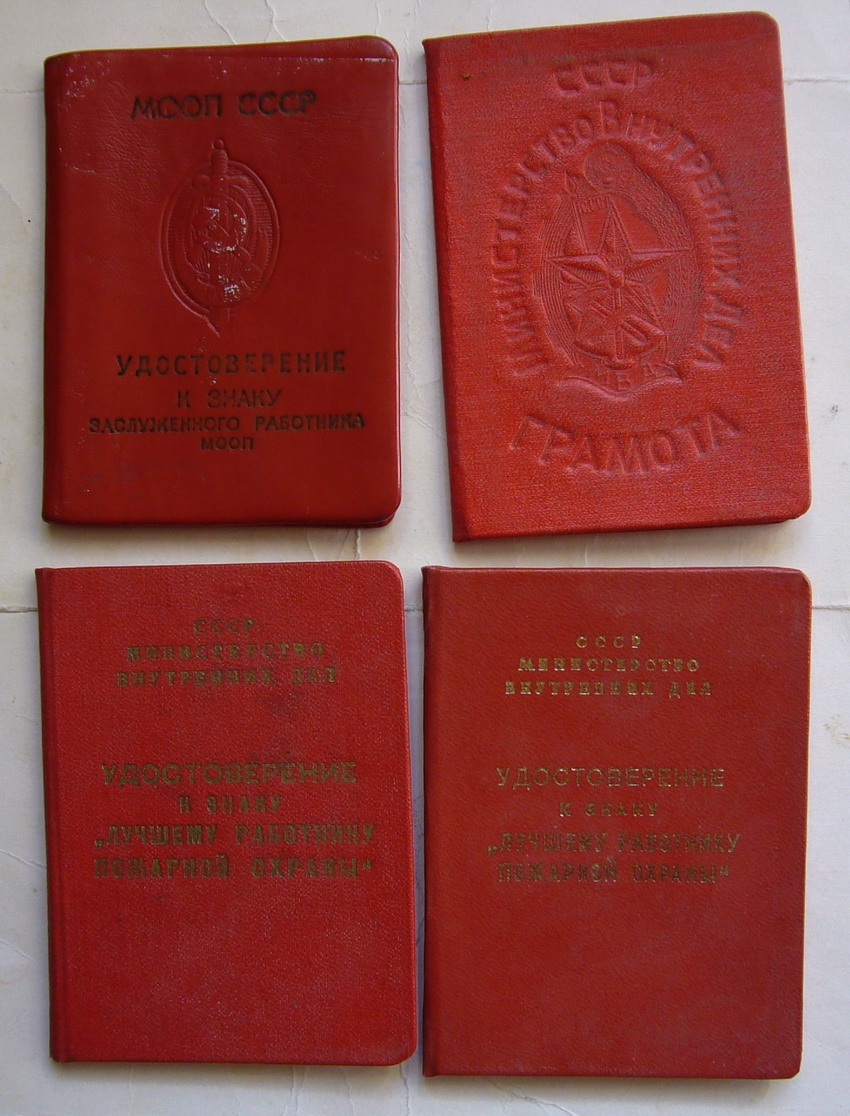 МООП СССР
УДОСТОВЕРЕНИЕ
К ЗНАКУ
ЗАСЛУЖЕННОГО РАБОТНИКА
МООП
СССР
МИНИСТЕРСТВО ВНУТРЕННИХ ДЕЛ
МВД
ГРАМОТА
СССР
МИНИСТЕРСТВО
ВНУТРЕННИХ ДЕЛ
УДОСТОВЕРЕНИЕ
К ЗНАКУ
„ЛУЧШЕМУ РАБОТНИКУ
ПОЖАРНОЙ ОХРАНЫ“
СССР
МИНИСТЕРСТВО
ВНУТРЕННИХ ДЕЛ
УДОСТОВЕРЕНИЕ
К ЗНАКУ
„ЛУЧШЕМУ РАБОТНИКУ
ПОЖАРНОЙ ОХРАНЫ“